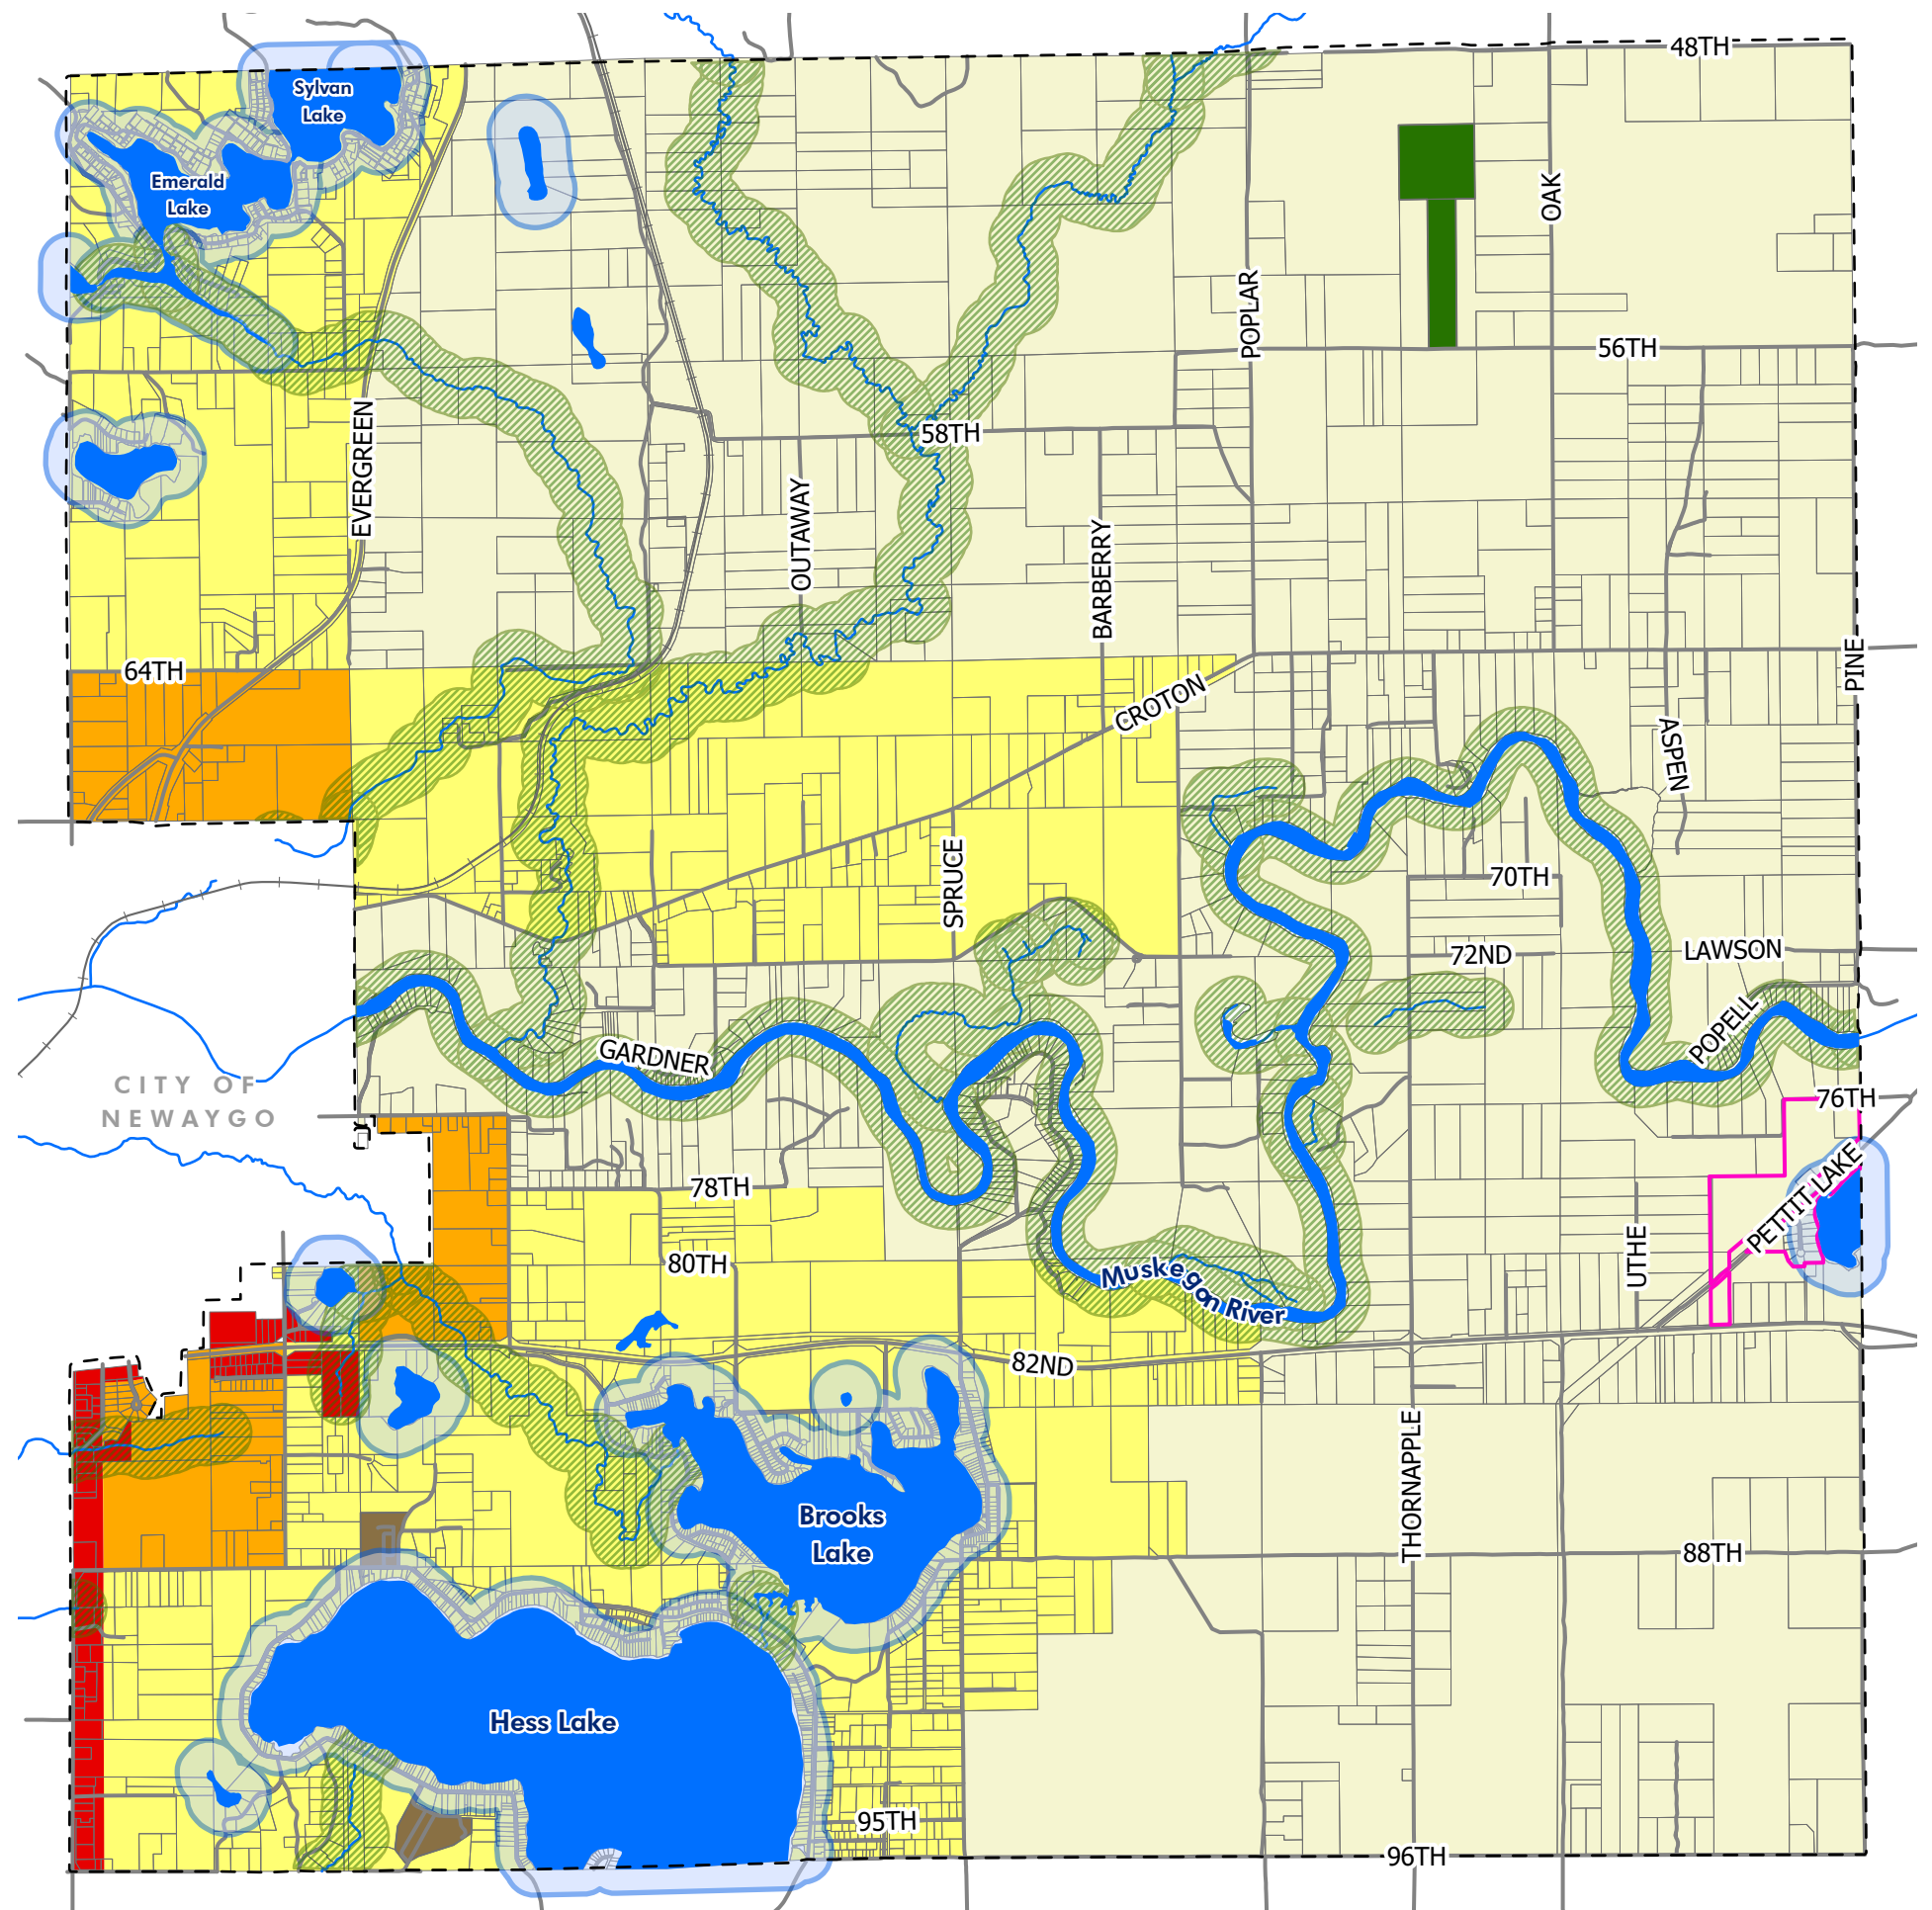 48TH
Sylvan
Lake
Emerald
Lake
OAK
POPLAR
56TH
58TH
EVERGREEN
OUTAWAY
BARBERRY
64TH
PINE
CROTON
ASPEN
SPRUCE
70TH
72ND
LAWSON
POPELL
GARDNER
CITY OF
NEWAYGO
76TH
PETTIT LAKE
78TH
UTHE
80TH
Muskegon River
82ND
THORNAPPLE
Brooks
Lake
88TH
Hess Lake
95TH
96TH